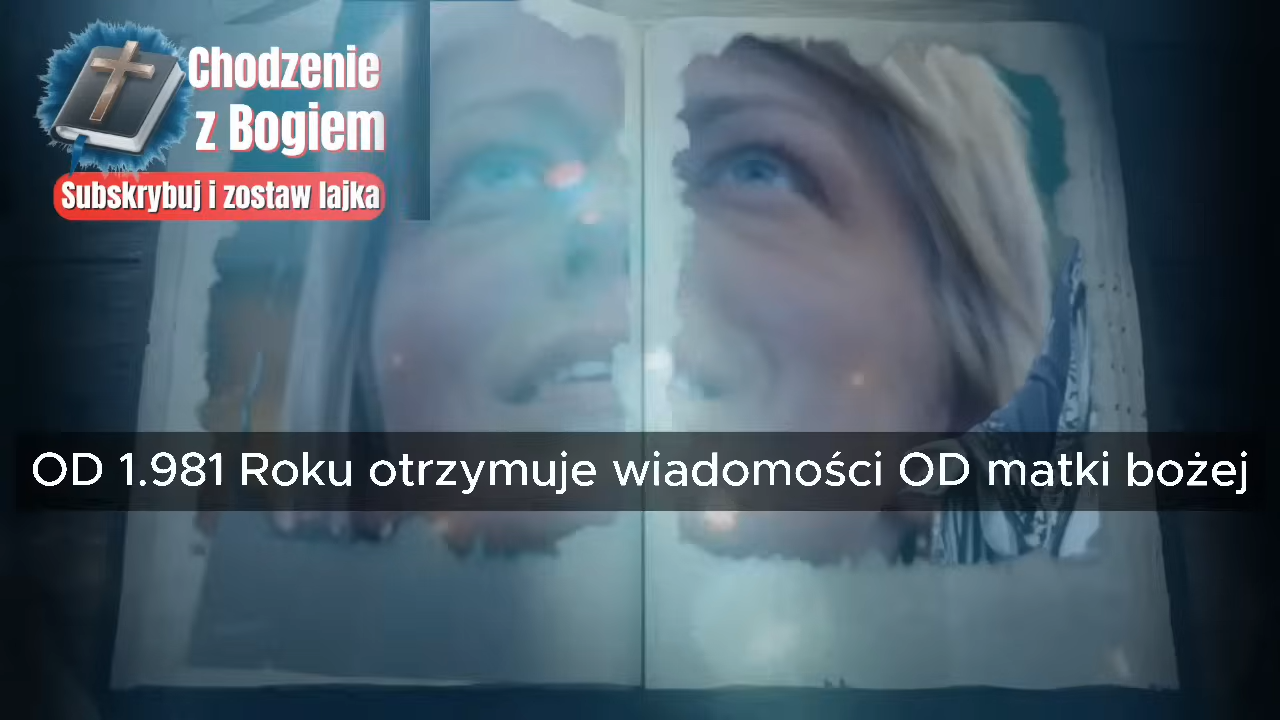 Chodzenie
z Bogiem
Subskrybuj i zostaw lajka
OD 1.981 Roku otrzymuje wiadomości OD matki bożej